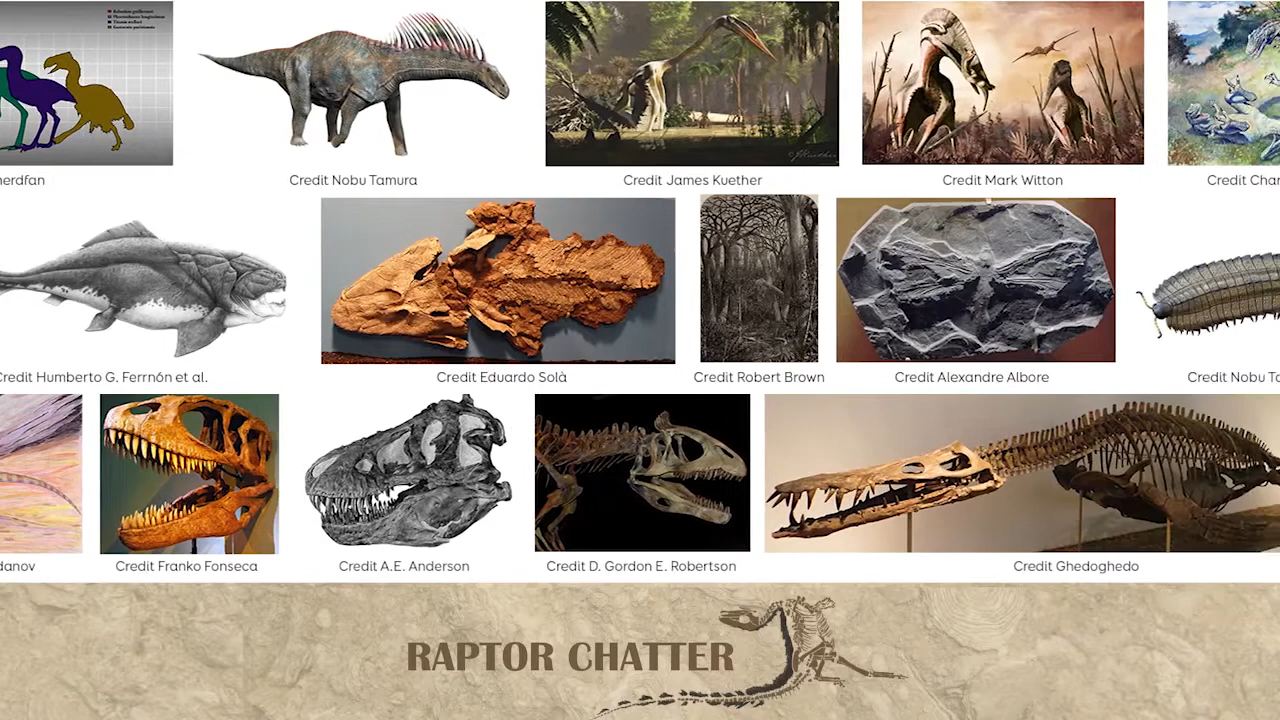 nerdfan
Credit Nobu Tamura
Credit James Kuether
Credit Mark Witton
Credit Char
Credit Humberto G. Ferrnón et al.
Credit Eduardo Solà
Credit Robert Brown
Credit Alexandre Albore
Credit Nobu Ta
danov
Credit Franko Fonseca
Credit A.E. Anderson
Credit D. Gordon E. Robertson
Credit Ghedoghedo
RAPTOR CHATTER